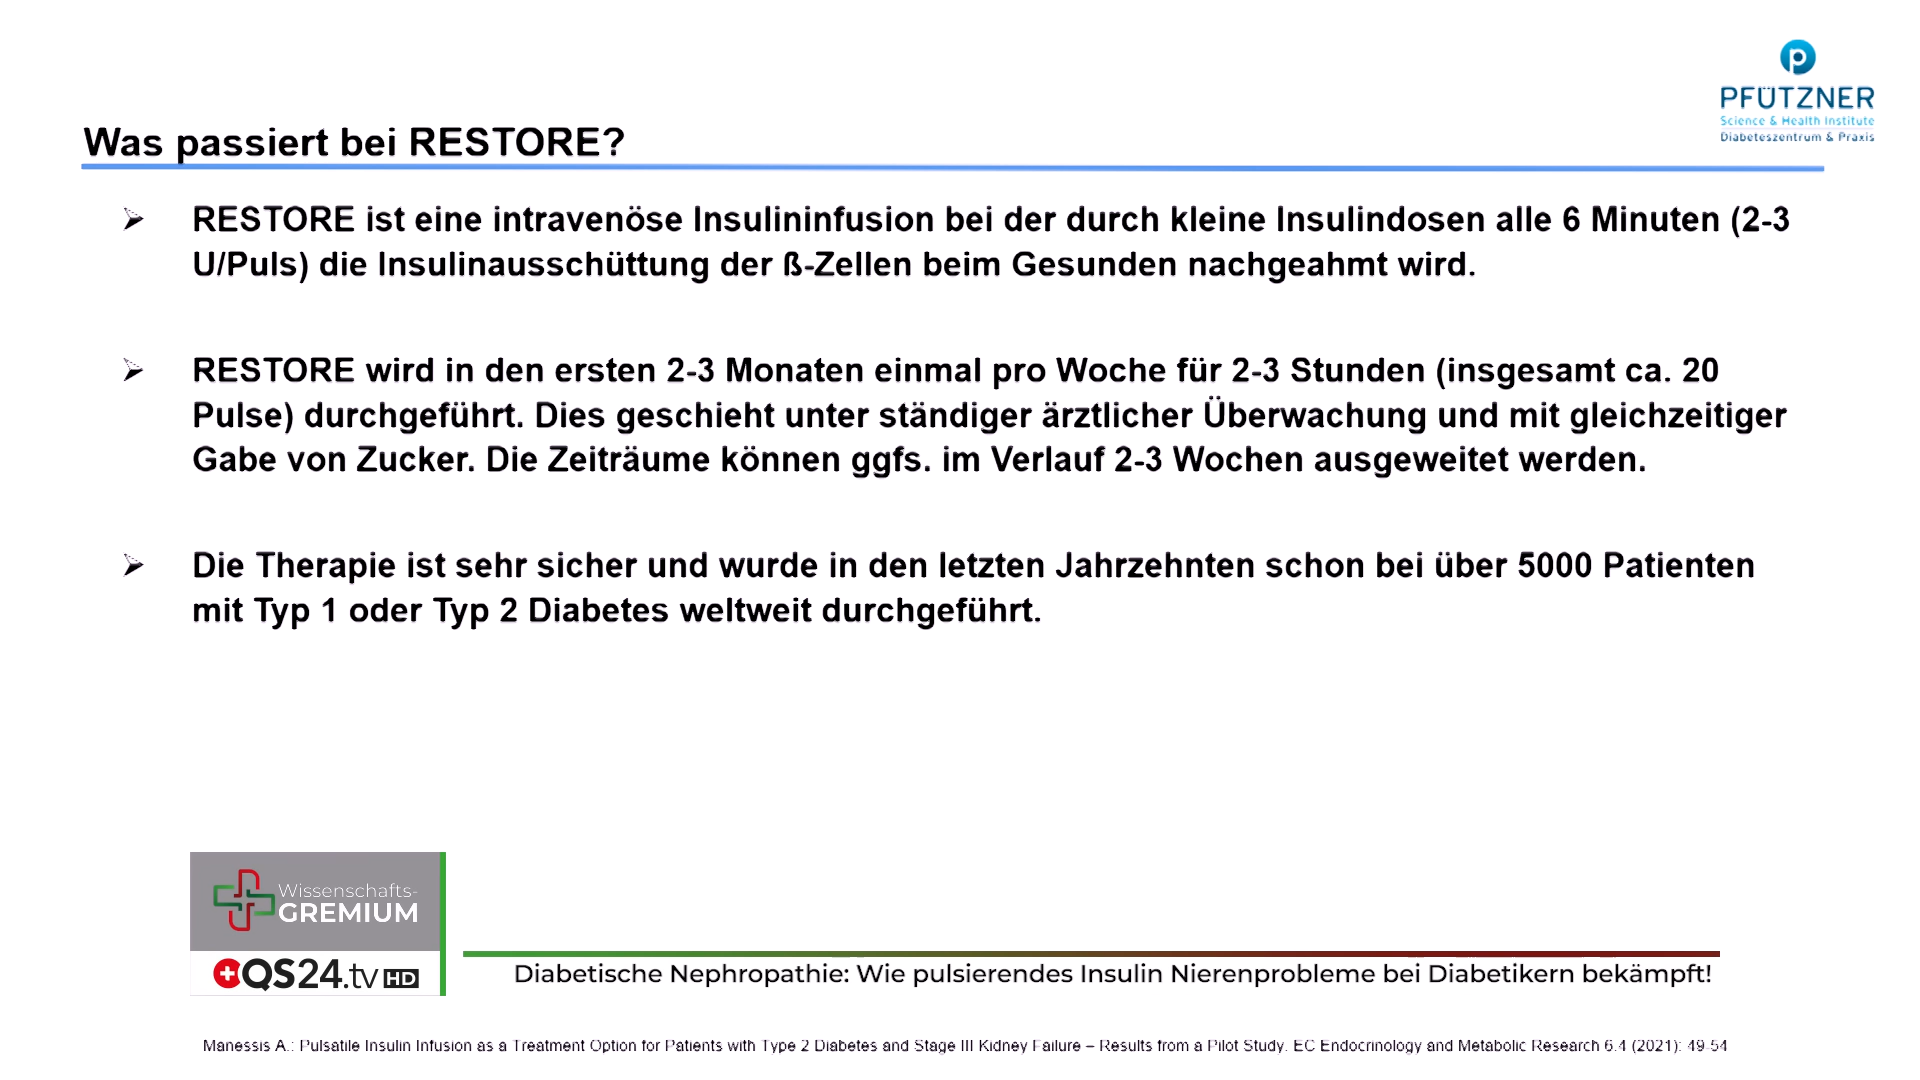 PFÜTZNER
Science & Health Institute
Diabeteszentrum & Praxis
Was passiert bei RESTORE?
RESTORE ist eine intravenöse Insulininfusion bei der durch kleine Insulindosen alle 6 Minuten (2-3
U/Puls) die Insulinausschüttung der ß-Zellen beim Gesunden nachgeahmt wird.
RESTORE wird in den ersten 2-3 Monaten einmal pro Woche für 2-3 Stunden (insgesamt ca. 20
Pulse) durchgeführt. Dies geschieht unter ständiger ärztlicher Überwachung und mit gleichzeitiger
Gabe von Zucker. Die Zeiträume können ggfs. im Verlauf 2-3 Wochen ausgeweitet werden.
Die Therapie ist sehr sicher und wurde in den letzten Jahrzehnten schon bei über 5000 Patienten
mit Typ 1 oder Typ 2 Diabetes weltweit durchgeführt.
Wissenschafts-
GREMIUM
QS24.tv HD
Diabetische Nephropathie: Wie pulsierendes Insulin Nierenprobleme bei Diabetikern bekämpft!
Manessis A.: Pulsatile Insulin Infusion as a Treatment Option for Patients with Type 2 Diabetes and Stage III Kidney Failure – Results from a Pilot Study. EC Endocrinology and Metabolic Research 6.4 (2021): 49-54